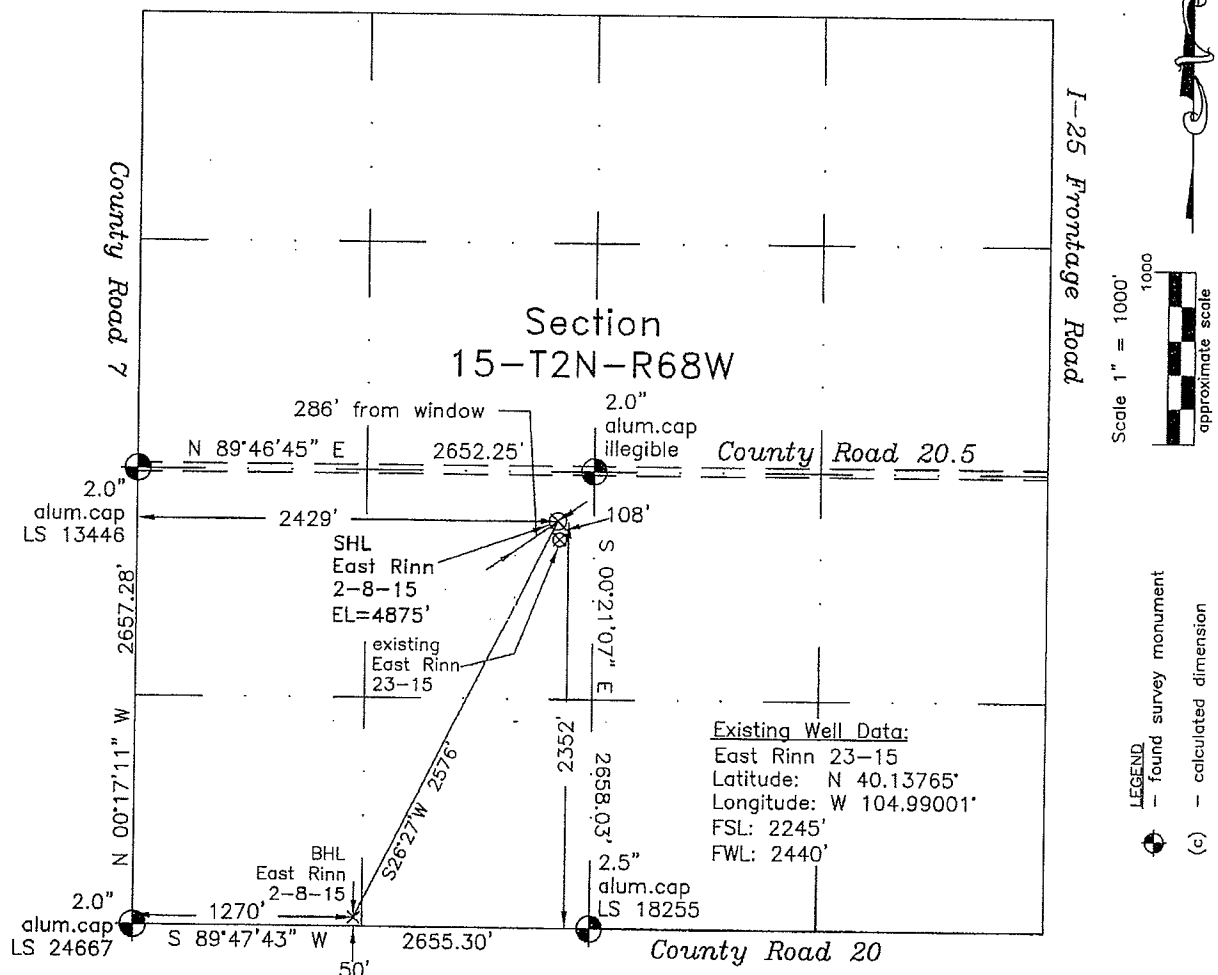 County Road 7
I-25 Frontage Road
Scale 1" = 1000'
1000
approximate scale
Section
15-T2N-R68W
286' from window
2.0"
alum.cap
illegible
N 89°46'45" E
2652.25'
County Road 20.5
2.0"
alum.cap
LS 13446
2429'
108'
SHL
East Rinn
2-8-15
EL=4875'
existing
East Rinn
23-15
2657.28'
N 00°17'11" W
S 00°21'07" E
2658.03'
2352'
S26°27'W 2576'
Existing Well Data:
East Rinn 23-15
Latitude: N 40.13765°
Longitude: W 104.99001°
FSL: 2245'
FWL: 2440'
LEGEND
- found survey monument
(c) - calculated dimension
BHL
East Rinn
2-8-15
2.0"
alum.cap
LS 24667
1270'
S 89°47'43" W
2655.30'
50'
2.5"
alum.cap
LS 18255
County Road 20